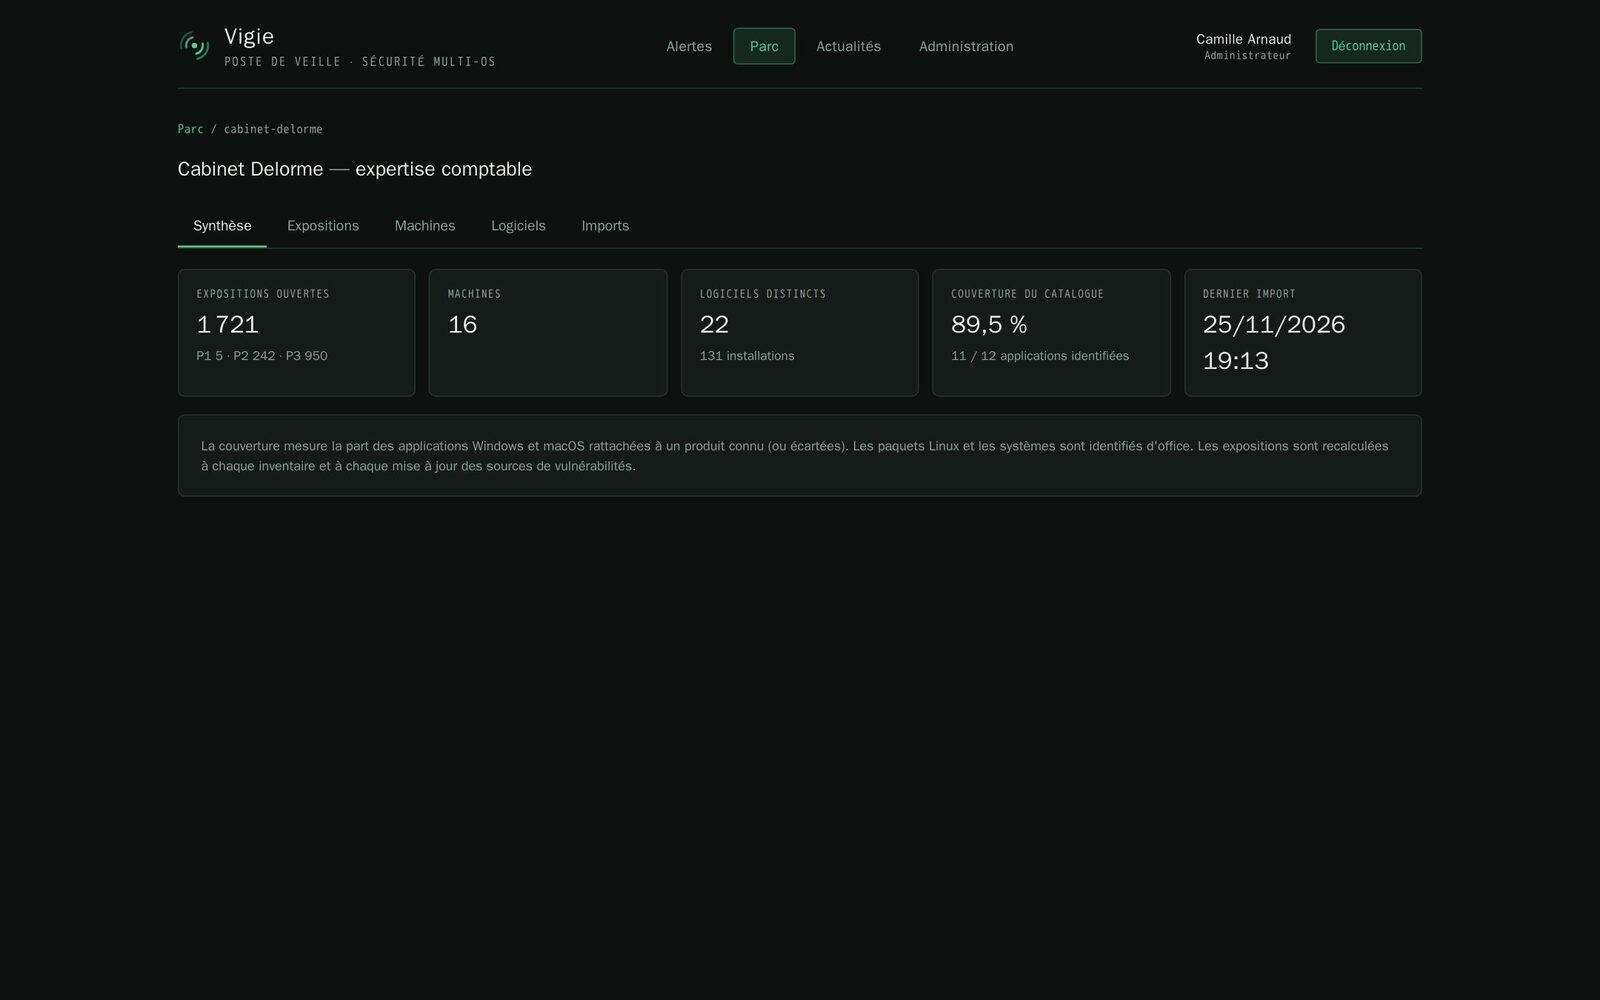 Vigie
POSTE DE VEILLE · SÉCURITÉ MULTI-OS
Alertes
Parc
Actualités
Administration
Camille Arnaud
Administrateur
Déconnexion
Parc / cabinet-delorme
Cabinet Delorme — expertise comptable
Synthèse
Expositions
Machines
Logiciels
Imports
EXPOSITIONS OUVERTES
1 721
P1 5 · P2 242 · P3 950
MACHINES
16
LOGICIELS DISTINCTS
22
131 installations
COUVERTURE DU CATALOGUE
89,5 %
11 / 12 applications identifiées
DERNIER IMPORT
25/11/2026
19:13
La couverture mesure la part des applications Windows et macOS rattachées à un produit connu (ou écartées). Les paquets Linux et les systèmes sont identifiés d'office. Les expositions sont recalculées
à chaque inventaire et à chaque mise à jour des sources de vulnérabilités.